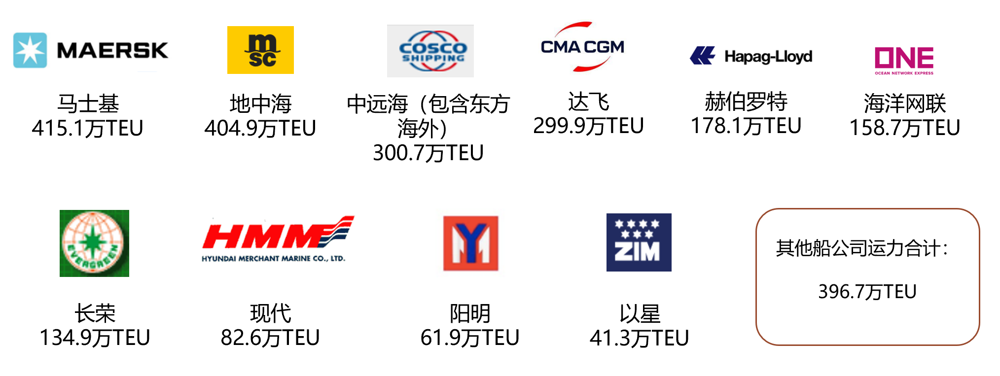 MAERSK
msc
COSCO
SHIPPING
CMA CGM
Hapag-Lloyd
ONE
OCEAN NETWORK EXPRESS
马士基
415.1万TEU
地中海
404.9万TEU
中远海（包含东方
海外）
300.7万TEU
达飞
299.9万TEU
赫伯罗特
178.1万TEU
海洋网联
158.7万TEU
EVERGREEN
HMM
HYUNDAI MERCHANT MARINE CO., LTD.
YM
ZIM
长荣
134.9万TEU
现代
82.6万TEU
阳明
61.9万TEU
以星
41.3万TEU
其他船公司运力合计：
396.7万TEU